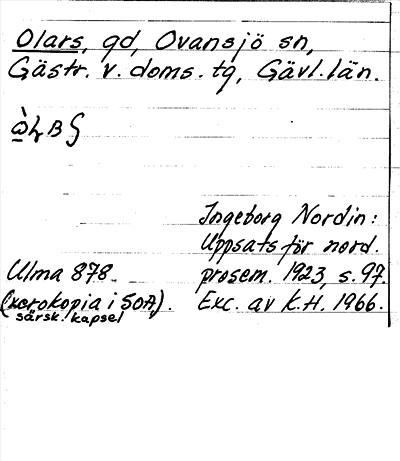 Olars, gd, Ovansjö sn,
Gästr. v. doms. tg, Gävl. län.
Ingeborg Nordin:
Uppsats för nord.
Ulma 878. prosem. 1923, s. 97.
(xerokopia i SOA). Exc. av K.H. 1966.
särsk. kapsel